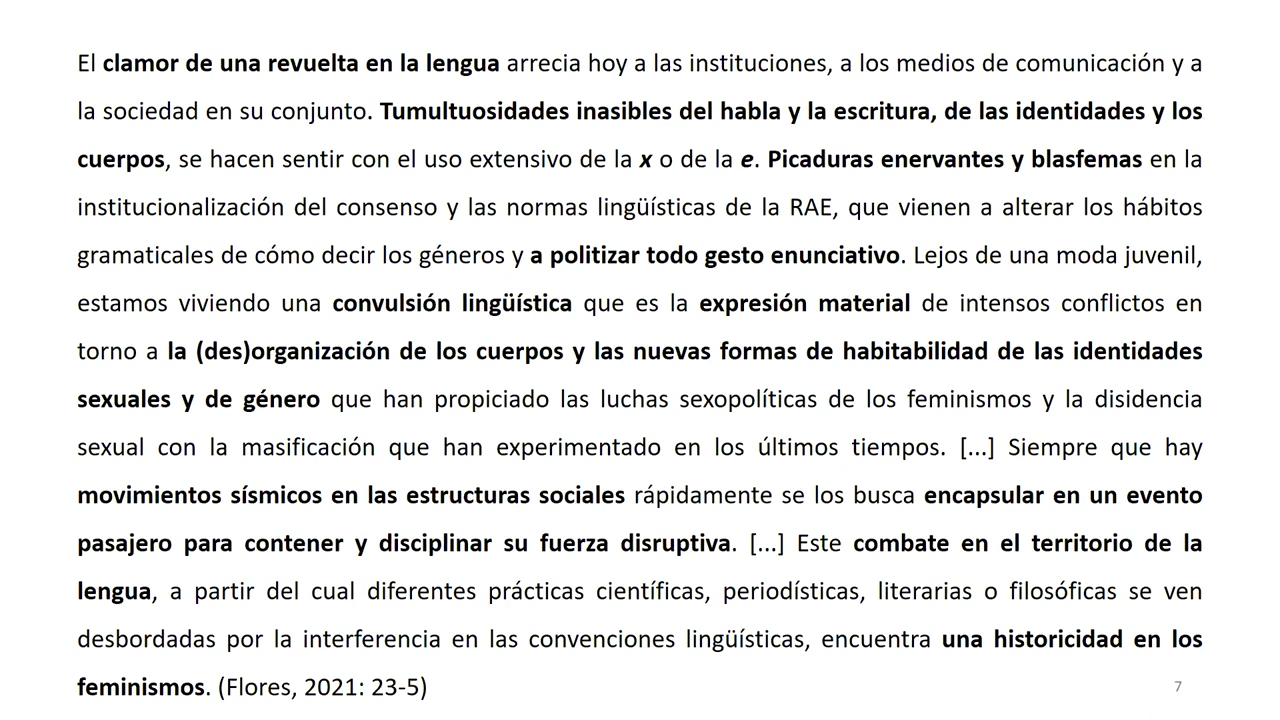 El clamor de una revuelta en la lengua arrecia hoy a las instituciones, a los medios de comunicación y a
la sociedad en su conjunto. Tumultuosidades inasibles del habla y la escritura, de las identidades y los
cuerpos, se hacen sentir con el uso extensivo de la x o de la e. Picaduras enervantes y blasfemas en la
institucionalización del consenso y las normas lingüísticas de la RAE, que vienen a alterar los hábitos
gramaticales de cómo decir los géneros y a politizar todo gesto enunciativo. Lejos de una moda juvenil,
estamos viviendo una convulsión lingüística que es la expresión material de intensos conflictos en
torno a la (des)organización de los cuerpos y las nuevas formas de habitabilidad de las identidades
sexuales y de género que han propiciado las luchas sexopolíticas de los feminismos y la disidencia
sexual con la masificación que han experimentado en los últimos tiempos. [...] Siempre que hay
movimientos sísmicos en las estructuras sociales rápidamente se los busca encapsular en un evento
pasajero para contener y disciplinar su fuerza disruptiva. [...] Este combate en el territorio de la
lengua, a partir del cual diferentes prácticas científicas, periodísticas, literarias o filosóficas se ven
desbordadas por la interferencia en las convenciones lingüísticas, encuentra una historicidad en los
feminismos. (Flores, 2021: 23-5)
7